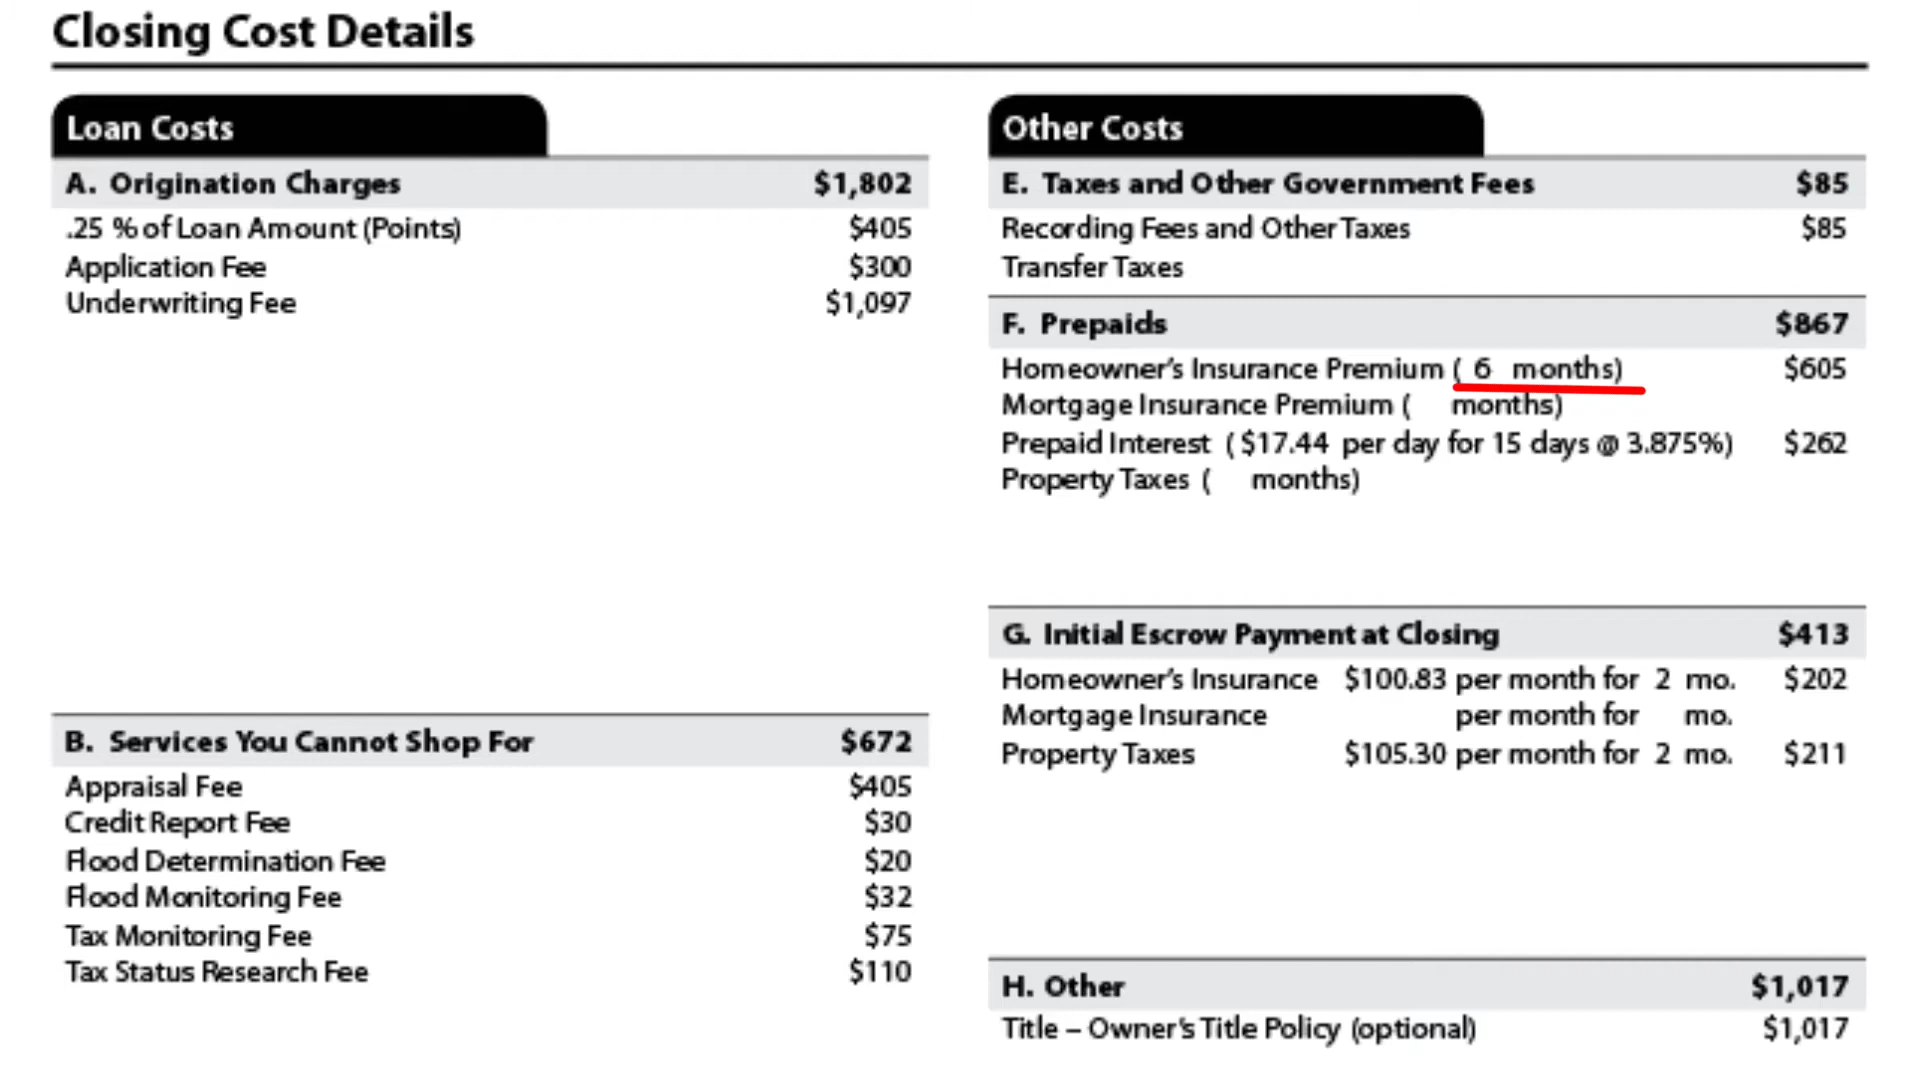 Closing Cost Details
Loan Costs
A. Origination Charges $1,802
.25 % of Loan Amount (Points) $405
Application Fee $300
Underwriting Fee $1,097
B. Services You Cannot Shop For $672
Appraisal Fee $405
Credit Report Fee $30
Flood Determination Fee $20
Flood Monitoring Fee $32
Tax Monitoring Fee $75
Tax Status Research Fee $110
Other Costs
E. Taxes and Other Government Fees $85
Recording Fees and Other Taxes $85
Transfer Taxes
F. Prepaids $867
Homeowner's Insurance Premium ( 6 months) $605
Mortgage Insurance Premium ( months)
Prepaid Interest ( $17.44 per day for 15 days @ 3.875%) $262
Property Taxes ( months)
G. Initial Escrow Payment at Closing $413
Homeowner's Insurance $100.83 per month for 2 mo. $202
Mortgage Insurance per month for mo.
Property Taxes $105.30 per month for 2 mo. $211
H. Other $1,017
Title – Owner's Title Policy (optional) $1,017